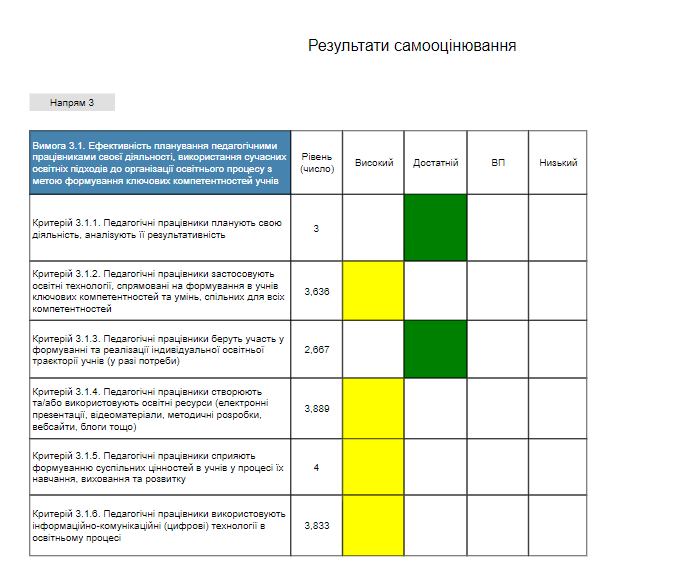 Результати самооцінювання
Напрям 3
Вимога 3.1. Ефективність планування педагогічними
працівниками своєї діяльності, використання сучасних
освітніх підходів до організації освітнього процесу з
метою формування ключових компетентностей учнів
Рівень
(число)
Високий
Достатній
ВП
Низький
Критерій 3.1.1. Педагогічні працівники планують свою
діяльність, аналізують її результативність
3
Критерій 3.1.2. Педагогічні працівники застосовують
освітні технології, спрямовані на формування в учнів
ключових компетентностей та умінь, спільних для всіх
компетентностей
3,636
Критерій 3.1.3. Педагогічні працівники беруть участь у
формуванні та реалізації індивідуальної освітньої
траєкторії учнів (у разі потреби)
2,667
Критерій 3.1.4. Педагогічні працівники створюють
та/або використовують освітні ресурси (електронні
презентації, відеоматеріали, методичні розробки,
вебсайти, блоги тощо)
3,889
Критерій 3.1.5. Педагогічні працівники сприяють
формуванню суспільних цінностей в учнів у процесі їх
навчання, виховання та розвитку
4
Критерій 3.1.6. Педагогічні працівники використовують
інформаційно-комунікаційні (цифрові) технології в
освітньому процесі
3,833